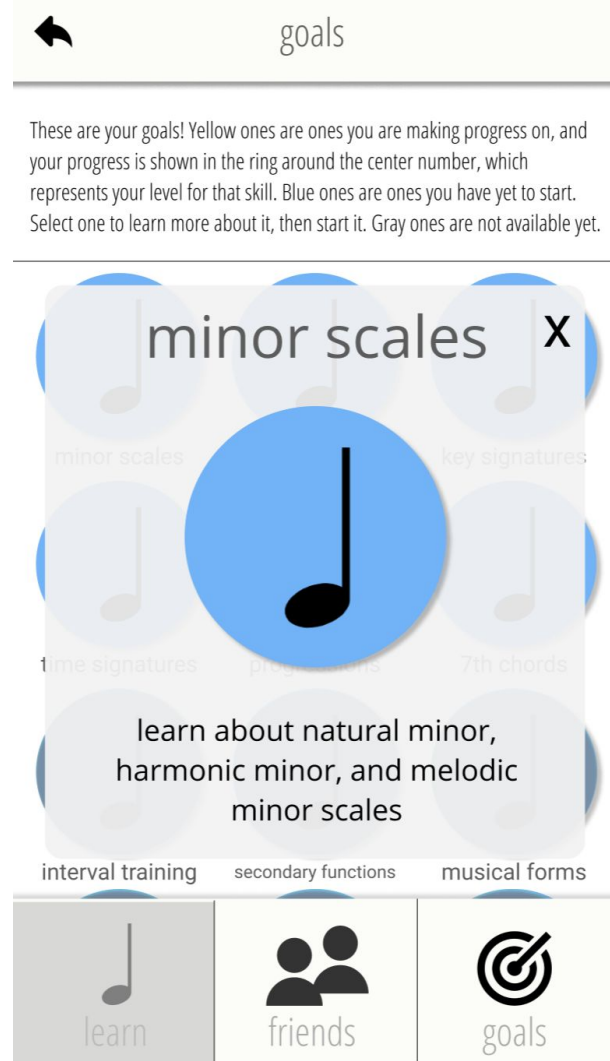 goals
These are your goals! Yellow ones are ones you are making progress on, and
your progress is shown in the ring around the center number, which
represents your level for that skill. Blue ones are ones you have yet to start.
Select one to learn more about it, then start it. Gray ones are not available yet.
minor scales
X
minor scales
key signatures
time signatures
progressions
7th chords
learn about natural minor,
harmonic minor, and melodic
minor scales
interval training
secondary functions
musical forms
learn
friends
goals